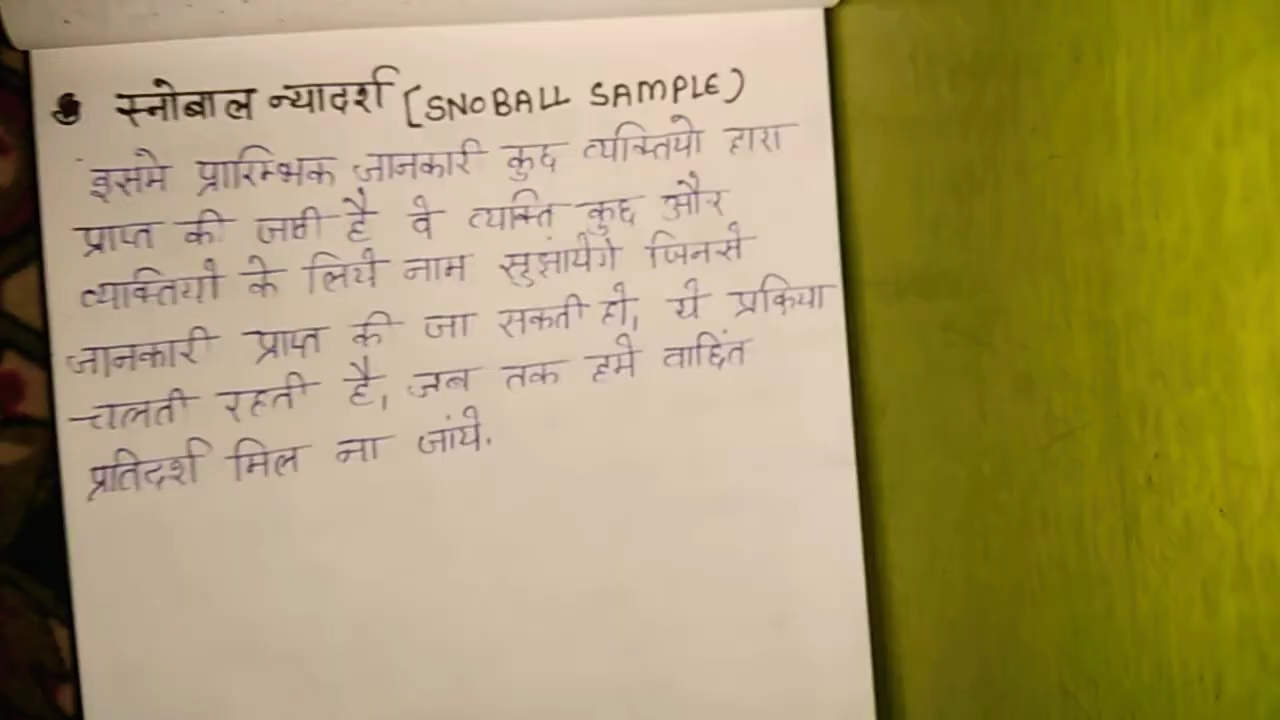 स्नोबाल न्यादर्श (SNOBALL SAMPLE)
इसमे प्रारम्भिक जानकारी कुछ व्यक्तियो द्वारा
प्राप्त की जाती है वे व्यक्ति कुछ और
व्यक्तियो के लिये नाम सुझायेंगे जिनसे
जानकारी प्राप्त की जा सकती हो, ये प्रकिया
चलती रहती है, जब तक हमे वाछित
प्रतिदर्श मिल ना जांये.